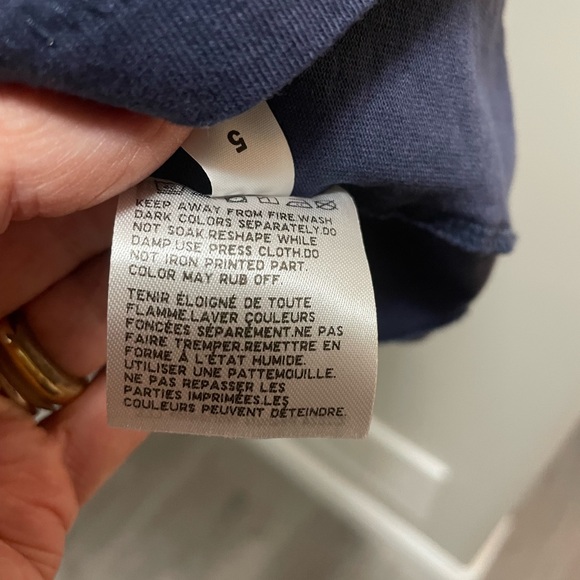 5
KEEP AWAY FROM FIRE.WASH
DARK COLORS SEPARATELY.DO
NOT SOAK.RESHAPE WHILE
DAMP.USE PRESS CLOTH.DO
NOT IRON PRINTED PART.
COLOR MAY RUB OFF.
TENIR ÉLOIGNÉ DE TOUTE
FLAMME.LAVER COULEURS
FONCÉES SÉPARÉMENT.NE PAS
FAIRE TREMPER.REMETTRE EN
FORME À L'ÉTAT HUMIDE.
UTILISER UNE PATTEMOUILLE.
NE PAS REPASSER LES
PARTIES IMPRIMÉES.LES
COULEURS PEUVENT DÉTEINDRE.